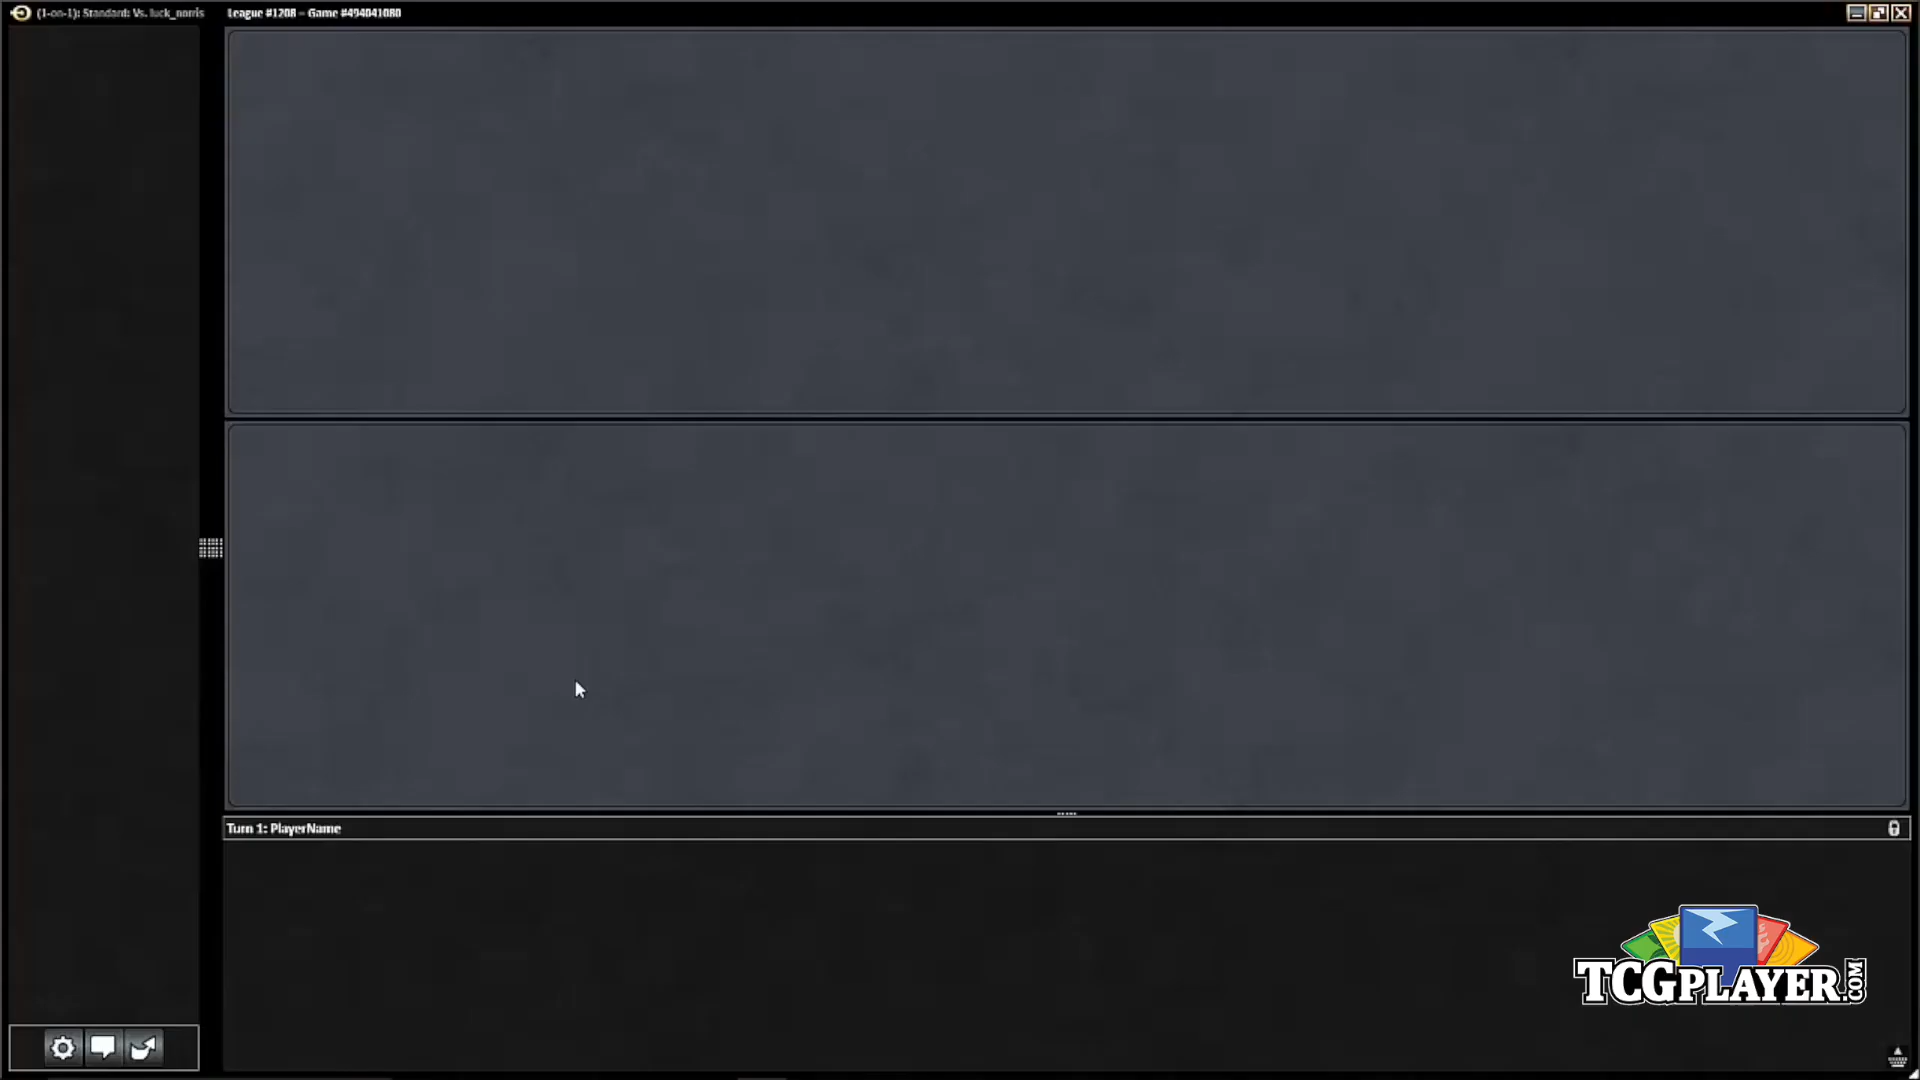 (1-on-1): Standard: Vs. luck_norris
League #1208 – Game #494041080
Turn 1: PlayerName
TCGPLAYER.COM